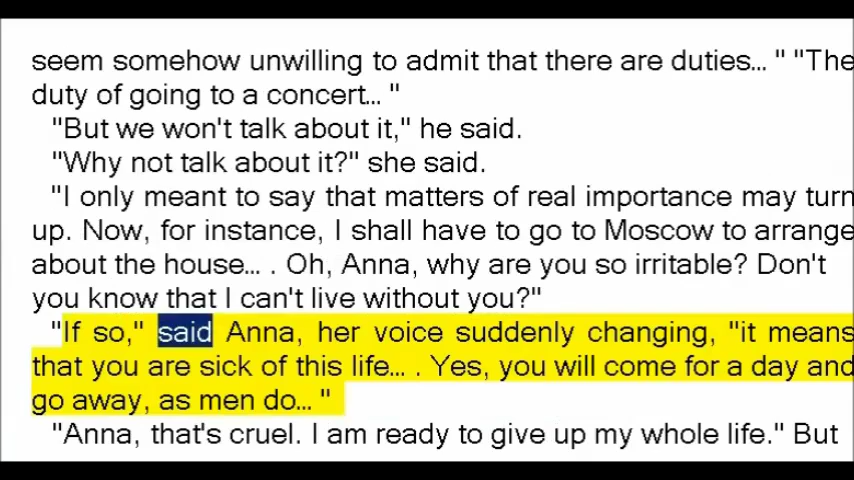 seem somehow unwilling to admit that there are duties... " "The
duty of going to a concert... "
"But we won't talk about it," he said.
"Why not talk about it?" she said.
"I only meant to say that matters of real importance may turn
up. Now, for instance, I shall have to go to Moscow to arrange
about the house... . Oh, Anna, why are you so irritable? Don't
you know that I can't live without you?"
"If so," said Anna, her voice suddenly changing, "it means
that you are sick of this life... . Yes, you will come for a day and
go away, as men do... "
"Anna, that's cruel. I am ready to give up my whole life." But